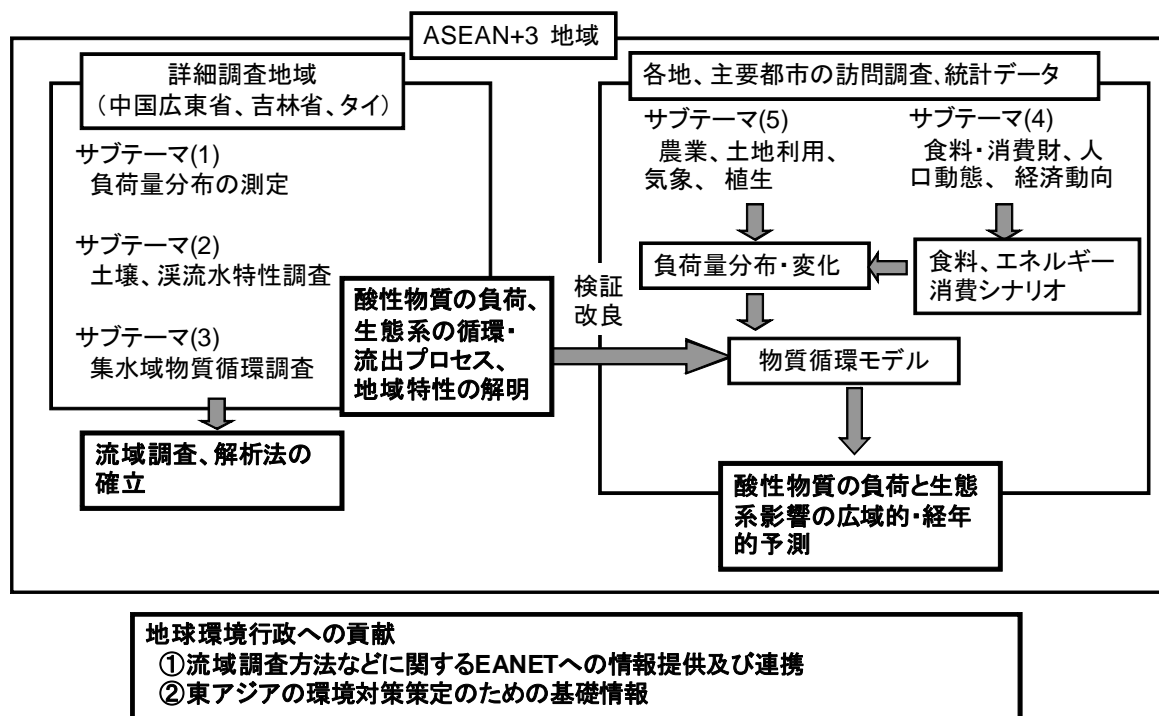 ASEAN+3 地域
詳細調査地域
(中国広東省、吉林省、タイ)
サブテーマ(1)
負荷量分布の測定
サブテーマ(2)
土壌、渓流水特性調査
サブテーマ(3)
集水域物質循環調査
流域調査、解析法の
確立
酸性物質の負荷、
生態系の循環・
流出プロセス、
地域特性の解明
検証
改良
各地、主要都市の訪問調査、統計データ
サブテーマ(5)
農業、土地利用、
気象、 植生
サブテーマ(4)
食料・消費財、人
口動態、 経済動向
負荷量分布・変化
食料、エネルギー
消費シナリオ
物質循環モデル
酸性物質の負荷と生態
系影響の広域的・経年
的予測
地球環境行政への貢献
①流域調査方法などに関するEANETへの情報提供及び連携
②東アジアの環境対策策定のための基礎情報